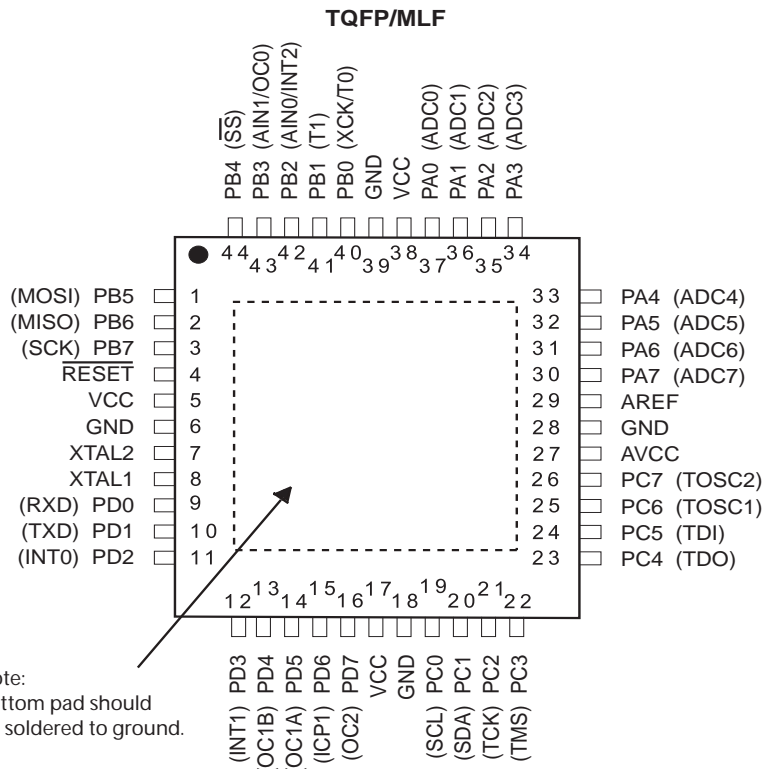 TQFP/MLF
PB4 (SS)
PB3 (AIN1/OC0)
PB2 (AIN0/INT2)
PB1 (T1)
PB0 (XCK/T0)
GND
VCC
PA0 (ADC0)
PA1 (ADC1)
PA2 (ADC2)
PA3 (ADC3)
44
43
42
41
40
39
38
37
36
35
34
(MOSI) PB5 1
(MISO) PB6 2
(SCK) PB7 3
RESET 4
VCC 5
GND 6
XTAL2 7
XTAL1 8
(RXD) PD0 9
(TXD) PD1 10
(INT0) PD2 11
33 PA4 (ADC4)
32 PA5 (ADC5)
31 PA6 (ADC6)
30 PA7 (ADC7)
29 AREF
28 GND
27 AVCC
26 PC7 (TOSC2)
25 PC6 (TOSC1)
24 PC5 (TDI)
23 PC4 (TDO)
12
13
14
15
16
17
18
19
20
21
22
(INT1) PD3
OC1B) PD4
OC1A) PD5
(ICP1) PD6
(OC2) PD7
VCC
GND
(SCL) PC0
(SDA) PC1
(TCK) PC2
(TMS) PC3
te:
ttom pad should
soldered to ground.